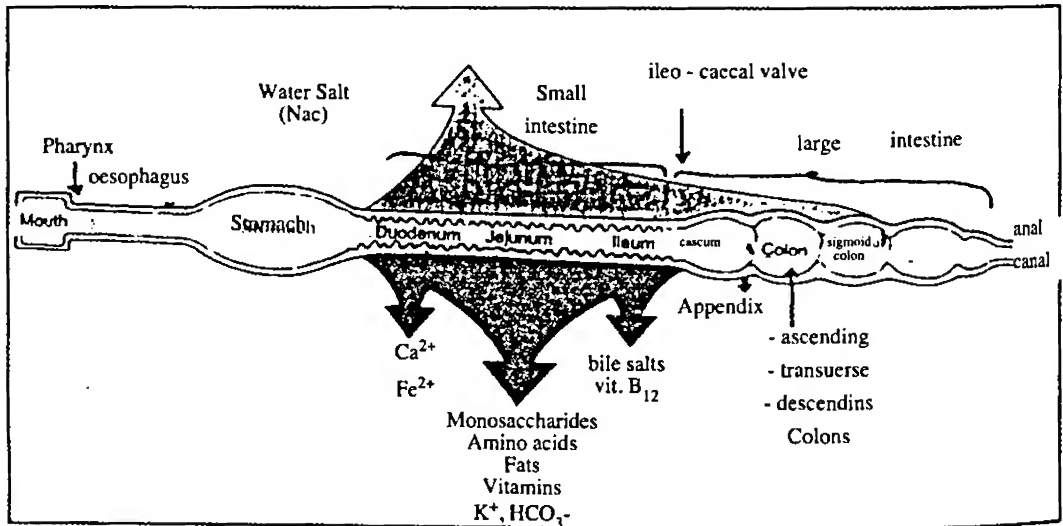 ileo - caccal valve
Water Salt
(Nac)
Small
intestine
large intestine
Pharynx
oesophagus
Mouth
Stomach
Duodenum
Jejunum
Ileum
cascum
Colon
sigmoid
colon
anal
canal
Appendix
Ca²⁺
Fe²⁺
bile salts
vit. B₁₂
- ascending
- transuerse
- descendins
Colons
Monosaccharides
Amino acids
Fats
Vitamins
K⁺, HCO₃-